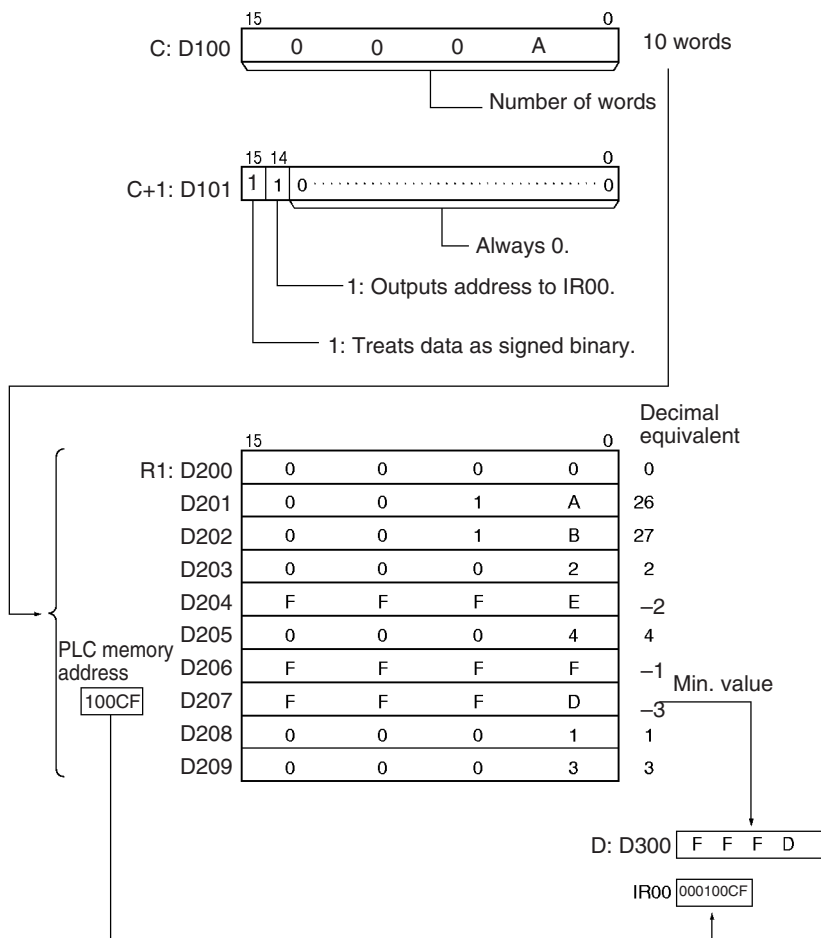 15 0
C: D100 0 0 0 A 10 words
Number of words
15 14 0
C+1: D101 1 1 0 0
Always 0.
1: Outputs address to IR00.
1: Treats data as signed binary.
Decimal
equivalent
15 0
R1: D200 0 0 0 0 0
D201 0 0 1 A 26
D202 0 0 1 B 27
D203 0 0 0 2 2
D204 F F F E –2
D205 0 0 0 4 4
PLC memory
address
D206 F F F F –1
Min. value
100CF
D207 F F F D –3
D208 0 0 0 1 1
D209 0 0 0 3 3
D: D300 F F F D
IR00 000100CF